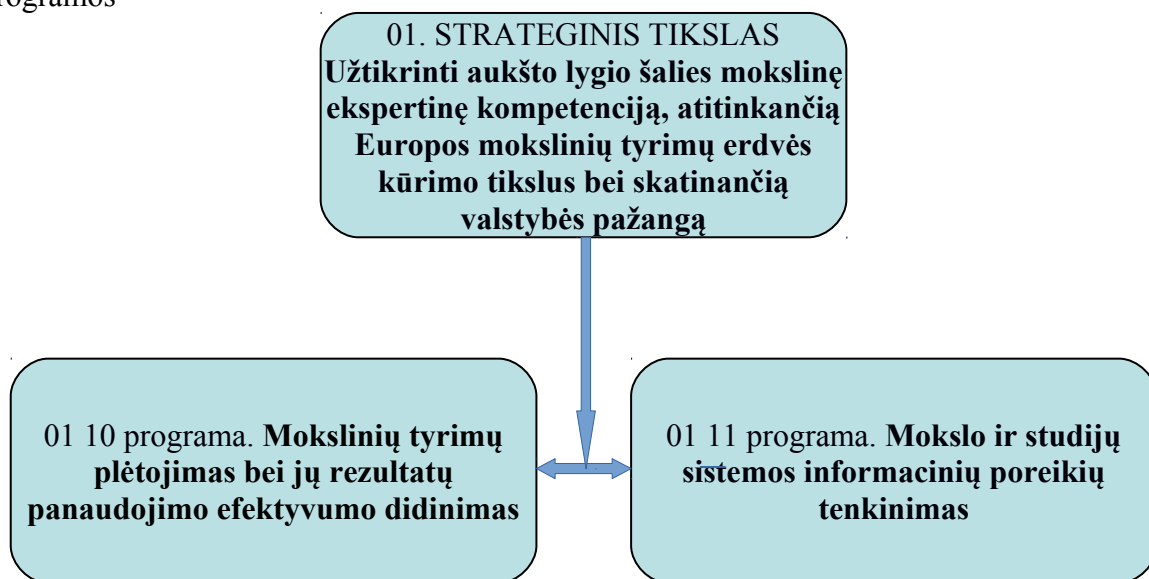 rogramos
01. STRATEGINIS TIKSLAS
Užtikrinti aukšto lygio šalies mokslinę
ekspertinę kompetenciją, atitinkančią
Europos mokslinių tyrimų erdvės
kūrimo tikslus bei skatinančią
valstybės pažangą
01 10 programa. Mokslinių tyrimų
plėtojimas bei jų rezultatų
panaudojimo efektyvumo didinimas
01 11 programa. Mokslo ir studijų
sistemos informacinių poreikių
tenkinimas